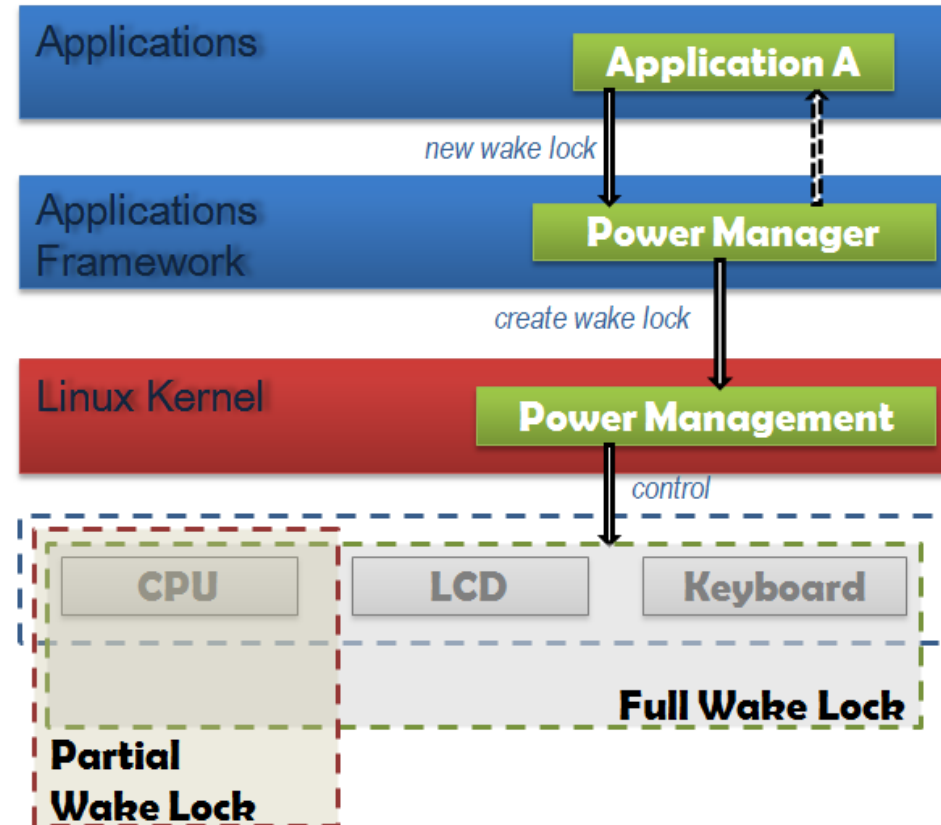 Applications
Application A
new wake lock
Applications
Framework
Power Manager
create wake lock
Linux Kernel
Power Management
control
CPU
LCD
Keyboard
Full Wake Lock
Partial
Wake Lock